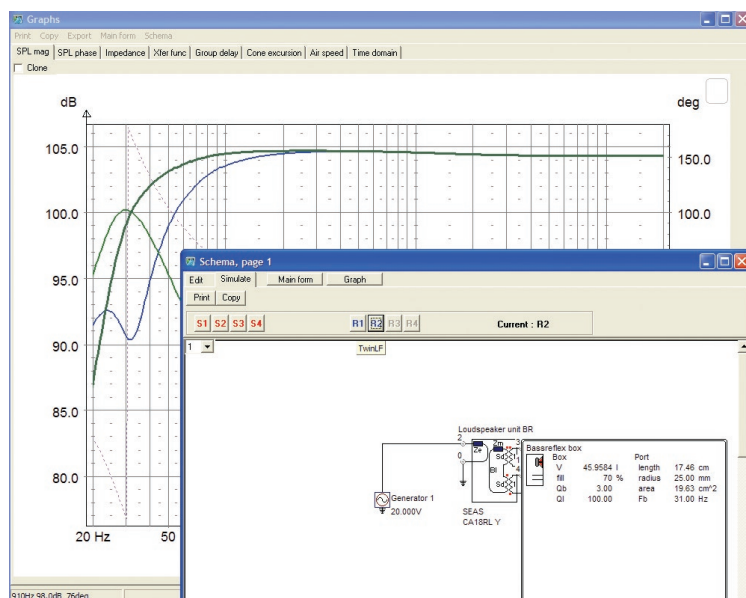 Graphs
Print Copy Export Main form Schema
SPL mag SPL phase Impedance Xfer func Group delay Cone excursion Air speed Time domain
Clone
dB deg
105.0 150.0
100.0 100.0
95.0
90.0
85.0
80.0
20 Hz 50
910Hz 98.0dB, 76deg
Schema, page 1
Edit Simulate Main form Graph
Print Copy
S1 S2 S3 S4 R1 R2 R3 R4 Current : R2
1 TwinLF
Loudspeaker unit BR
2 Ze Zm 3
Sd 1
0 Bl 4
Sd 1
Generator 1
20.000V
SEAS
CA18RL Y
Bassreflex box
Box Port
V 45.9584 l length 17.46 cm
fill 70 % radius 25.00 mm
Qb 3.00 area 19.63 cm^2
Ql 100.00 Fb 31.00 Hz